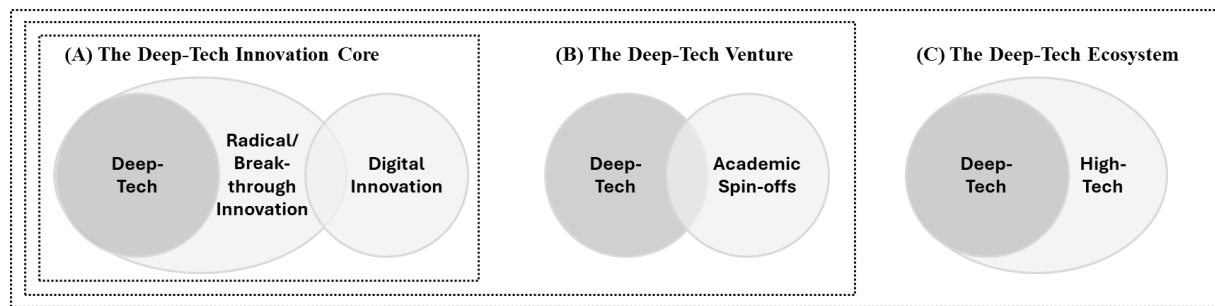 (A) The Deep-Tech Innovation Core
(B) The Deep-Tech Venture
(C) The Deep-Tech Ecosystem
Deep-
Tech
Radical/
Break-
through
Innovation
Digital
Innovation
Deep-
Tech
Academic
Spin-offs
Deep-
Tech
High-
Tech